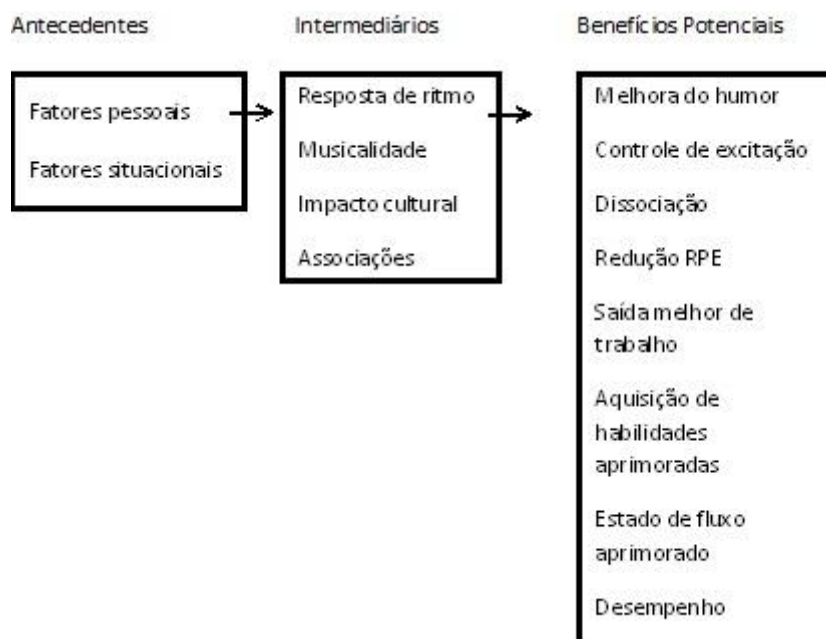 Antecedentes
Intermediários
Benefícios Potenciais
Fatores pessoais
Fatores situacionais
Resposta de ritmo
Musicalidade
Impacto cultural
Associações
Melhora do humor
Controle de excitação
Dissociação
Redução RPE
Saída melhor de
trabalho
Aquisição de
habilidades
aprimoradas
Estado de fluxo
aprimorado
Desempenho